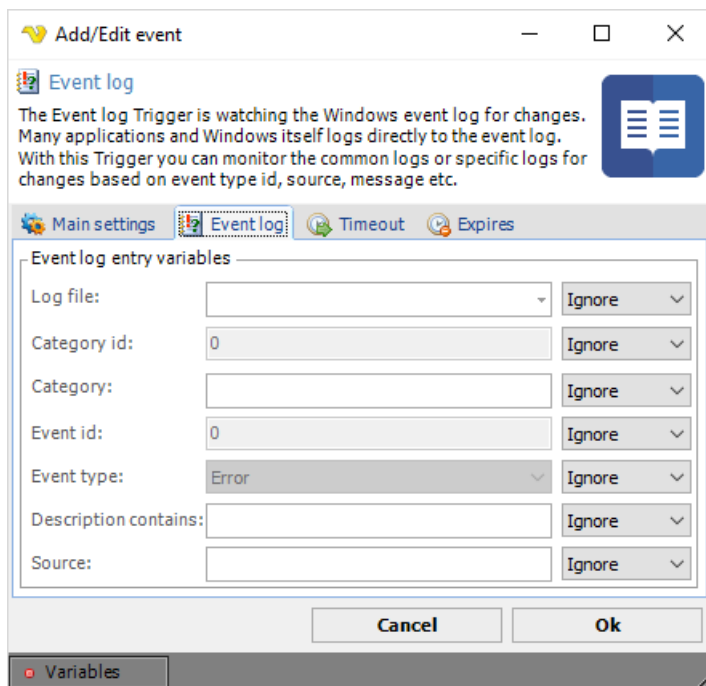 Add/Edit event
Event log
The Event log Trigger is watching the Windows event log for changes.
Many applications and Windows itself logs directly to the event log.
With this Trigger you can monitor the common logs or specific logs for
changes based on event type id, source, message etc.
Main settings Event log Timeout Expires
Event log entry variables
Log file: Ignore
Category id: 0 Ignore
Category: Ignore
Event id: 0 Ignore
Event type: Error Ignore
Description contains: Ignore
Source: Ignore
Cancel Ok
Variables